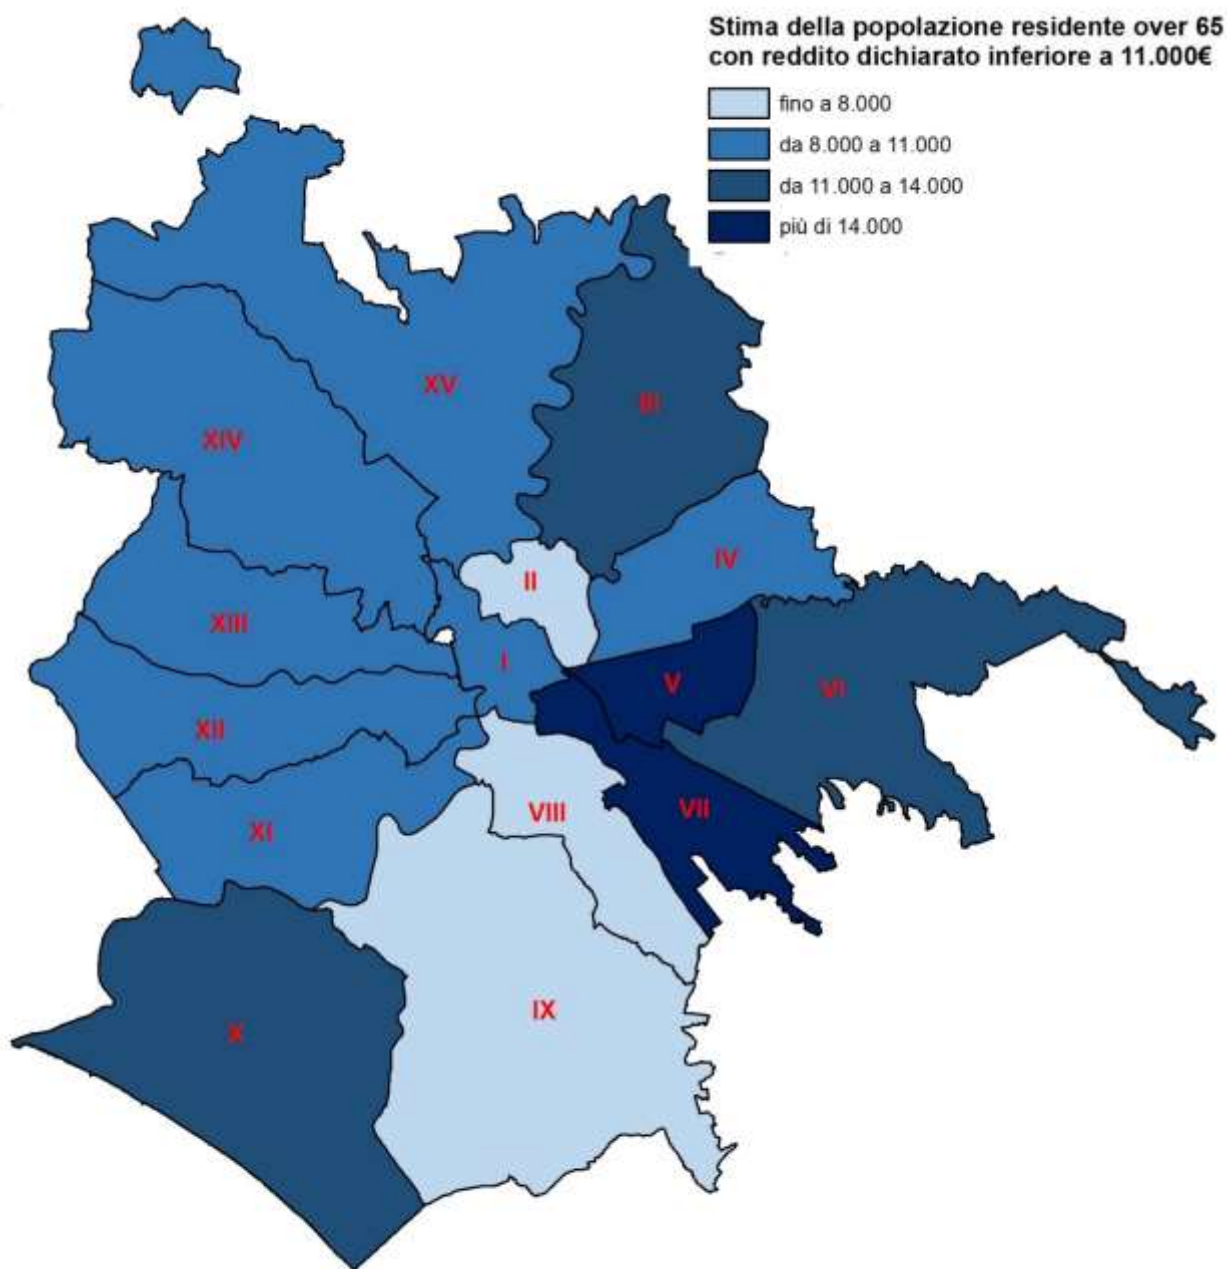 Stima della popolazione residente over 65
con reddito dichiarato inferiore a 11.000€
fino a 8.000
da 8.000 a 11.000
da 11.000 a 14.000
più di 14.000
XV
III
XIV
IV
II
XIII
I
V
VI
XII
VII
VIII
XI
IX
X